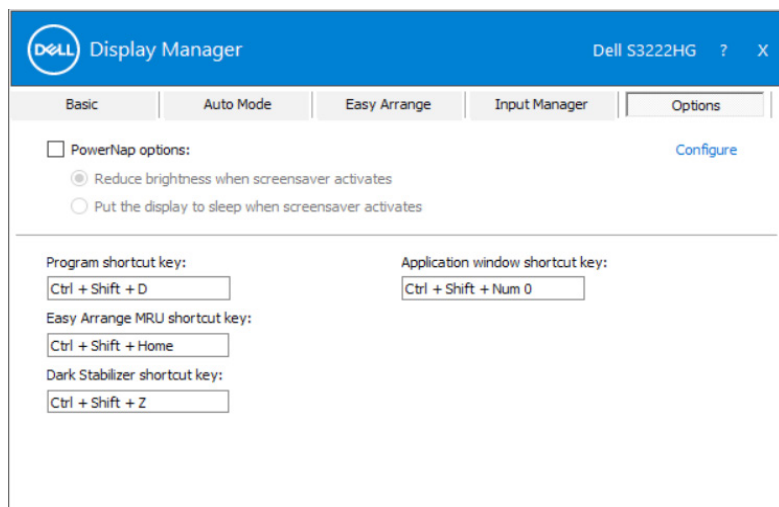 DELL Display Manager Dell S3222HG ? X
Basic Auto Mode Easy Arrange Input Manager Options
PowerNap options: Configure
Reduce brightness when screensaver activates
Put the display to sleep when screensaver activates
Program shortcut key: Application window shortcut key:
Ctrl + Shift + D Ctrl + Shift + Num 0
Easy Arrange MRU shortcut key:
Ctrl + Shift + Home
Dark Stabilizer shortcut key:
Ctrl + Shift + Z